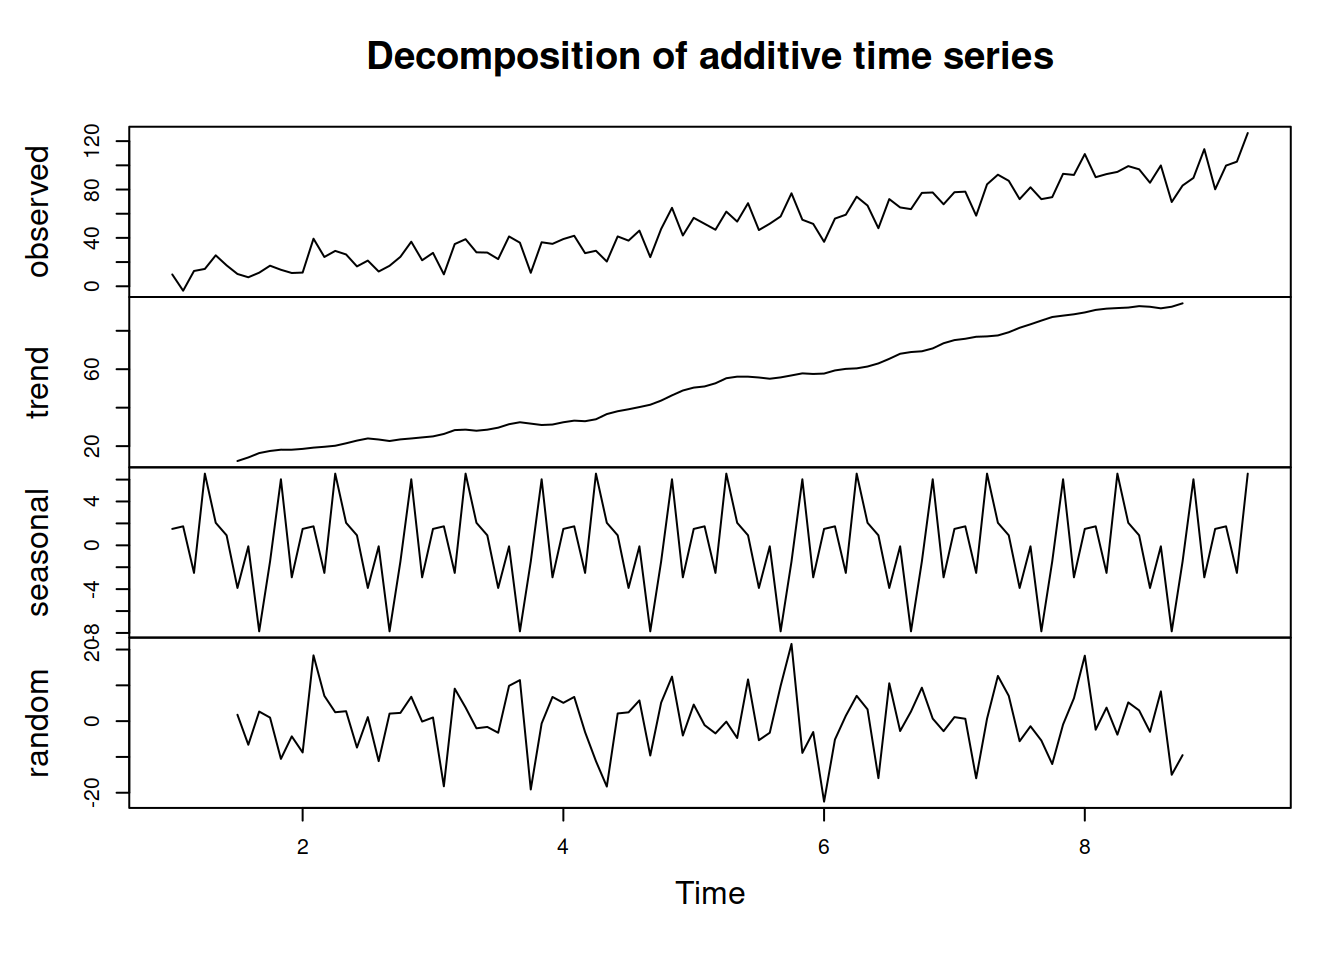 Decomposition of additive time series
observed
0 40 80 120
trend
20 60
seasonal
-8 -4 0 4
random
-20 0 20
2 4 6 8
Time